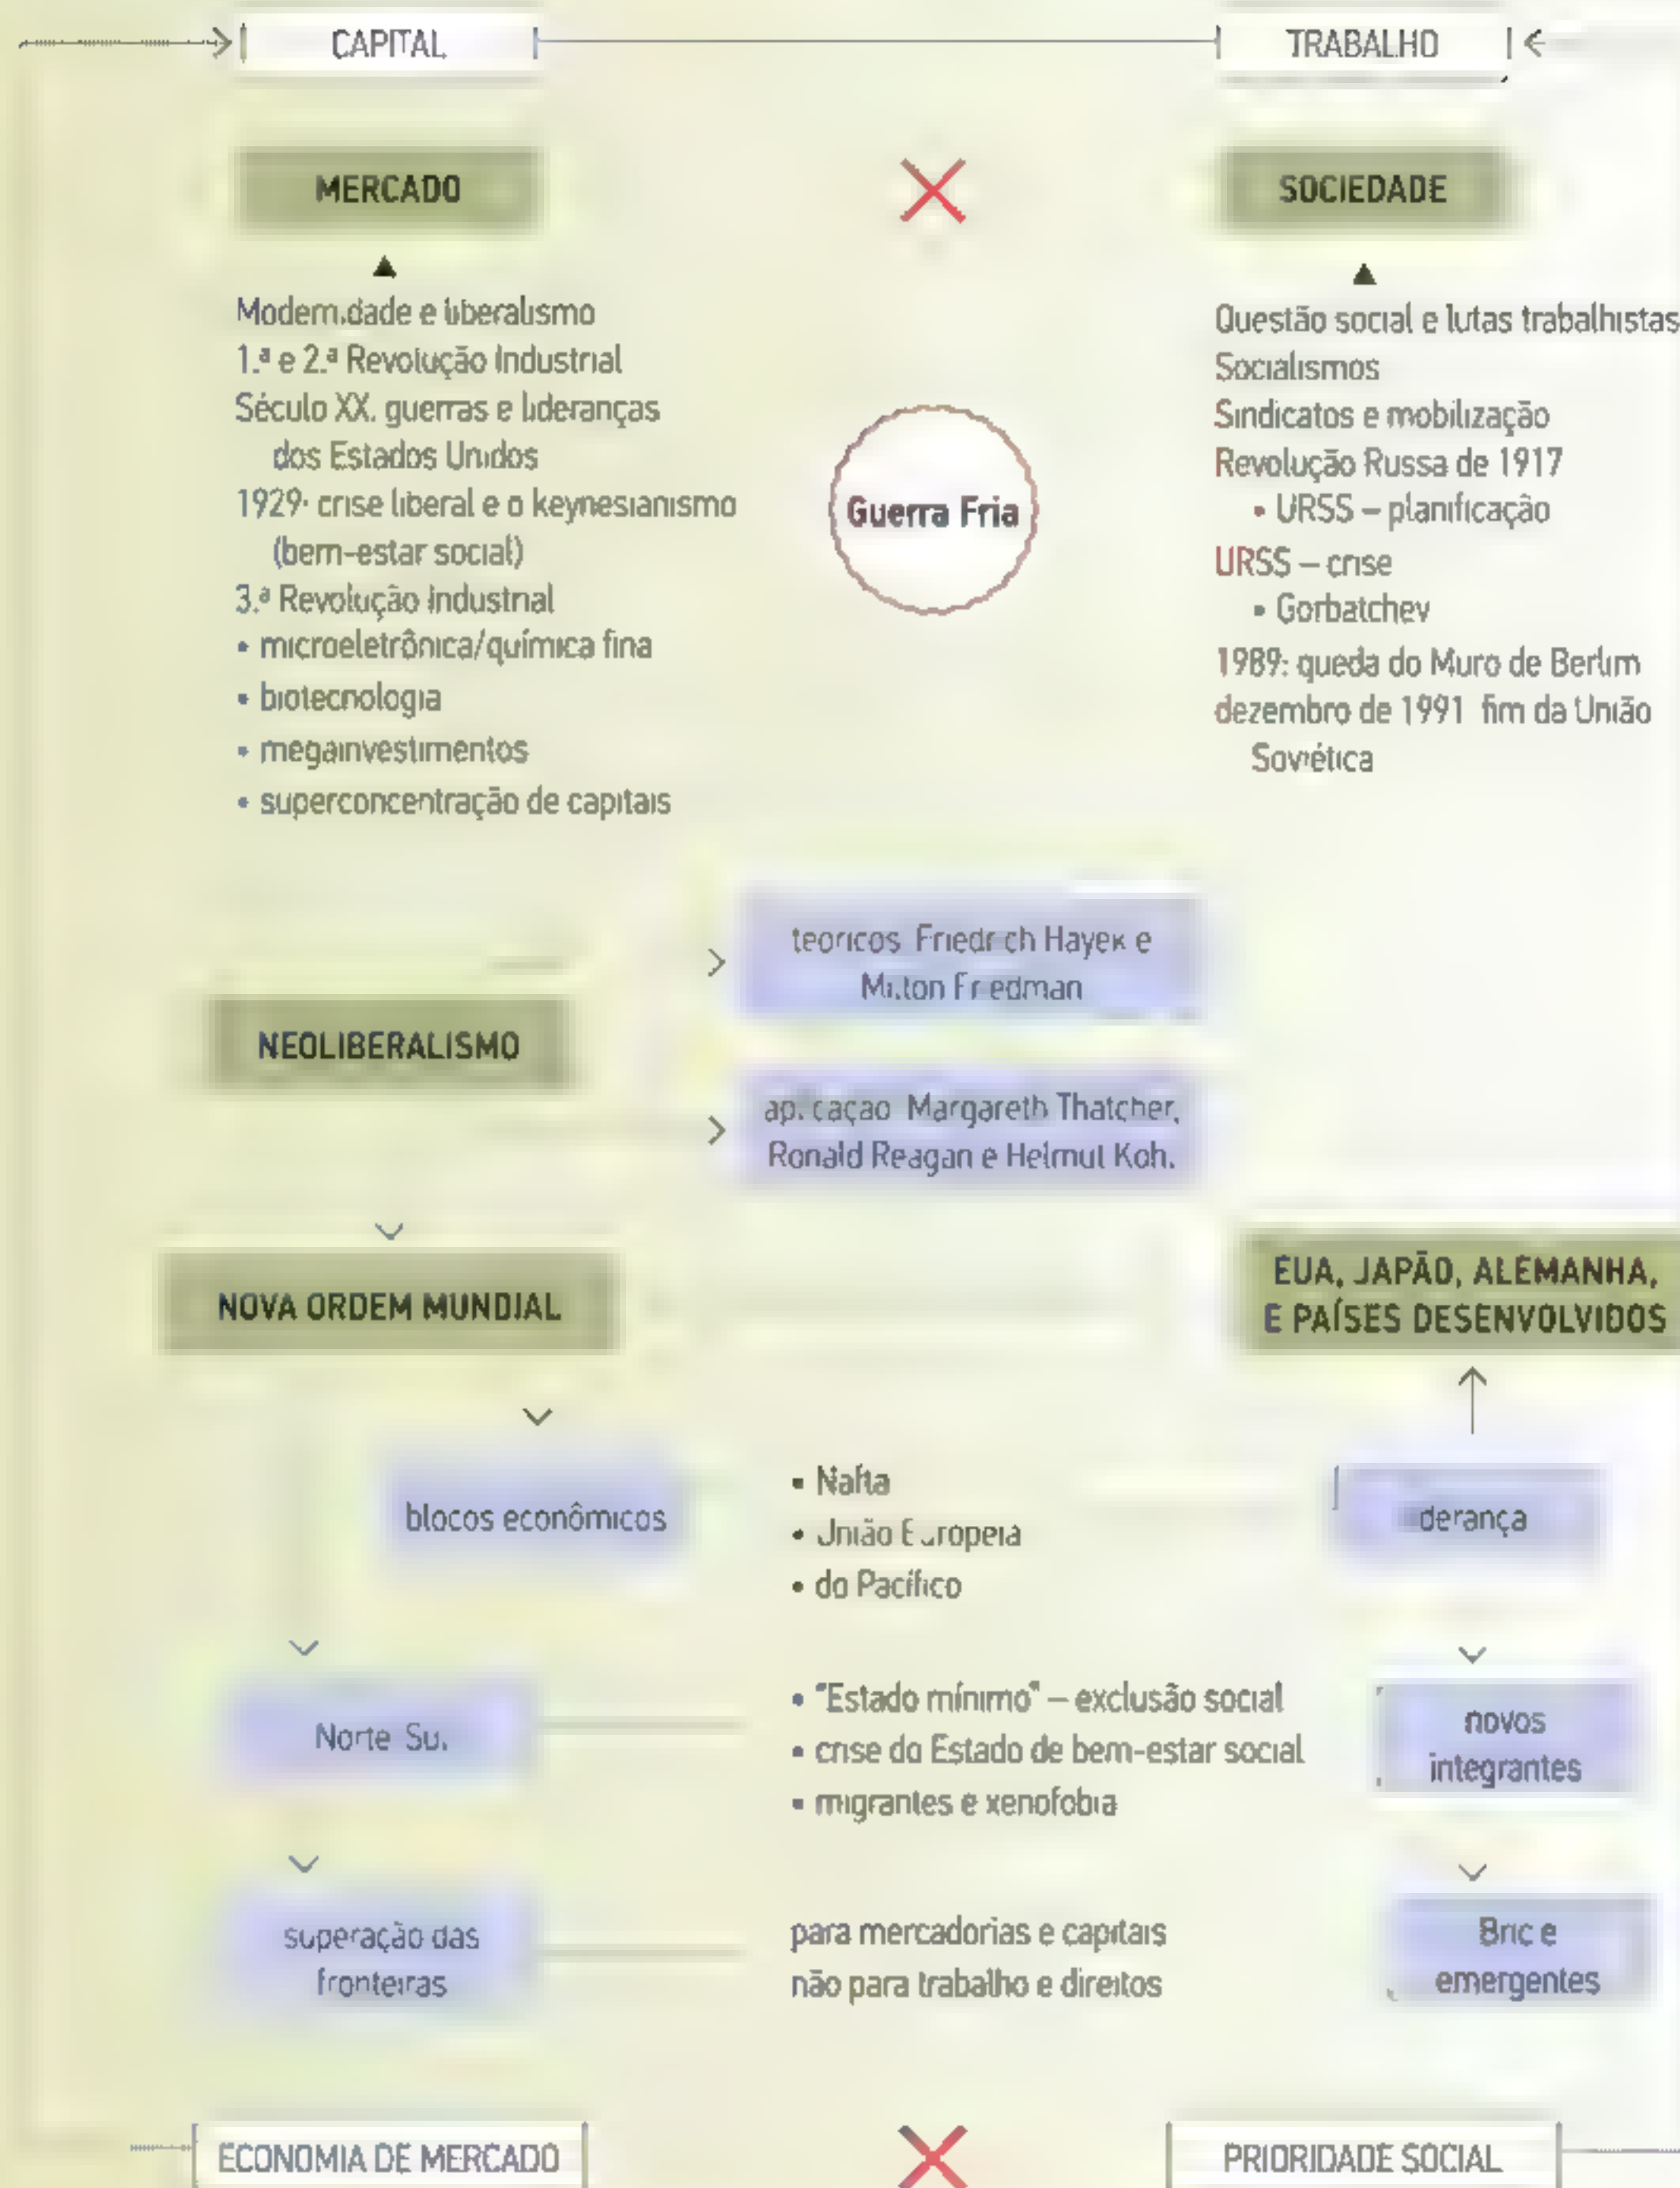 CAPITAL
TRABALHO
MERCADO
SOCIEDADE
Modernidade e liberalismo
1.ª e 2.ª Revolução Industrial
Século XX: guerras e lideranças
dos Estados Unidos
1929: crise liberal e o keynesianismo
(bem-estar social)
3.ª Revolução Industrial
• microeletrônica/química fina
• biotecnologia
• megainvestimentos
• superconcentração de capitais
Guerra Fria
Questão social e lutas trabalhistas
Socialismos
Sindicatos e mobilização
Revolução Russa de 1917
• URSS – planificação
URSS – crise
• Gorbatchev
1989: queda do Muro de Berlim
dezembro de 1991 fim da União
Soviética
NEOLIBERALISMO
teóricos Friedrich Hayek e
Milton Friedman
aplicação Margareth Thatcher,
Ronald Reagan e Helmut Kohl
NOVA ORDEM MUNDIAL
EUA, JAPÃO, ALEMANHA,
E PAÍSES DESENVOLVIDOS
blocos econômicos
• Nafta
• União Europeia
• do Pacífico
liderança
Norte Sul
• "Estado mínimo" – exclusão social
• crise do Estado de bem-estar social
• migrantes e xenofobia
novos
integrantes
superação das
fronteiras
para mercadorias e capitais
não para trabalho e direitos
Bric e
emergentes
ECONOMIA DE MERCADO
PRIORIDADE SOCIAL